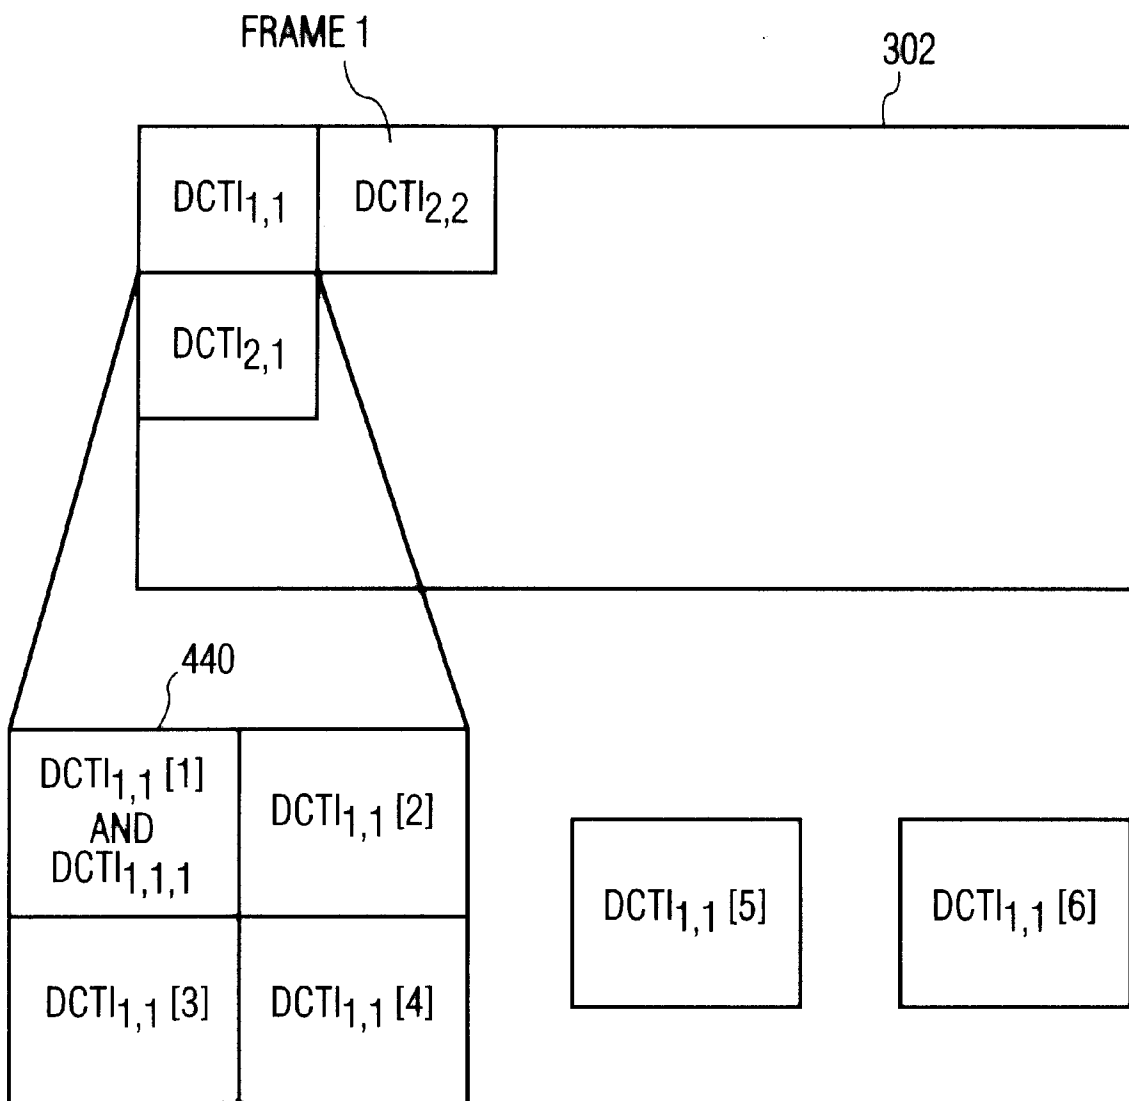 FRAME 1
302
DCTI1,1
DCTI2,2
DCTI2,1
440
DCTI1,1 [1]
AND
DCTI1,1,1
DCTI1,1 [2]
DCTI1,1 [3]
DCTI1,1 [4]
DCTI1,1 [5]
DCTI1,1 [6]